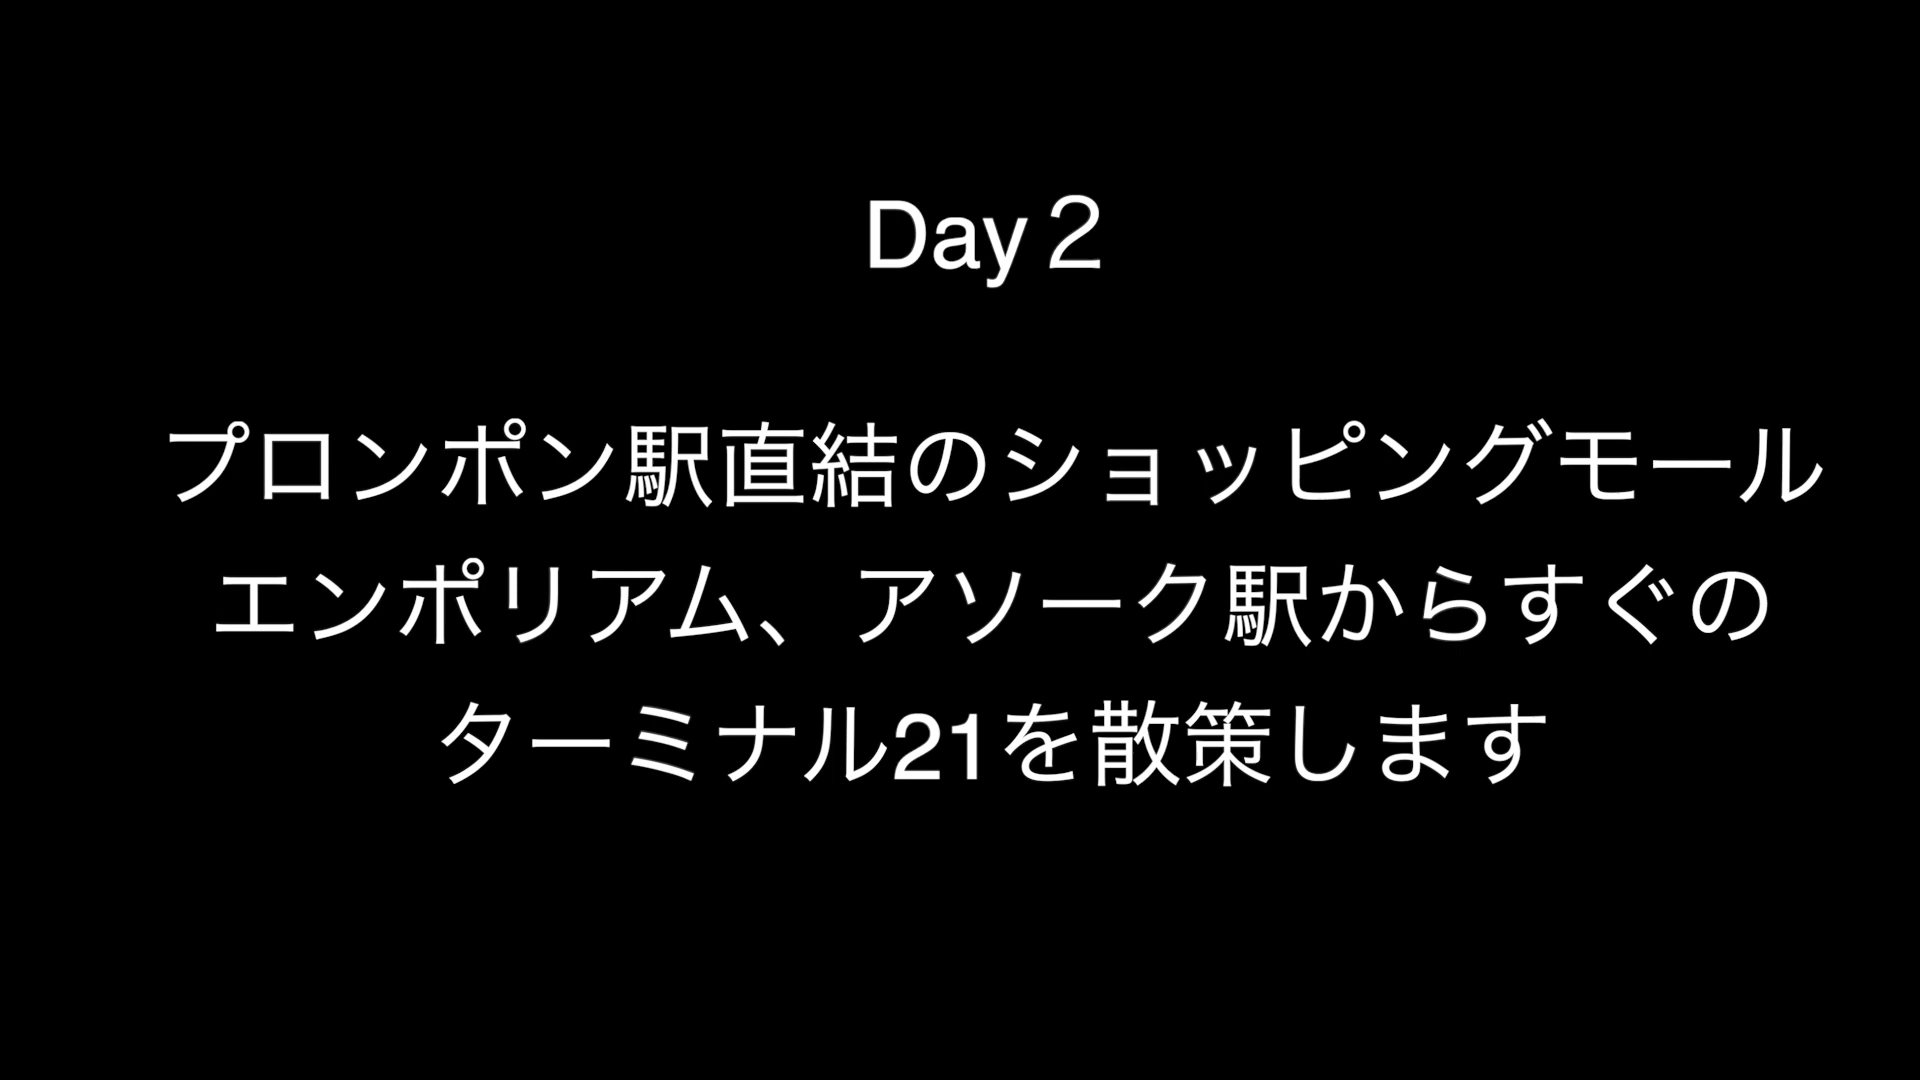 Day２
プロンポン駅直結のショッピングモール
エンポリアム、アソーク駅からすぐの
ターミナル21を散策します